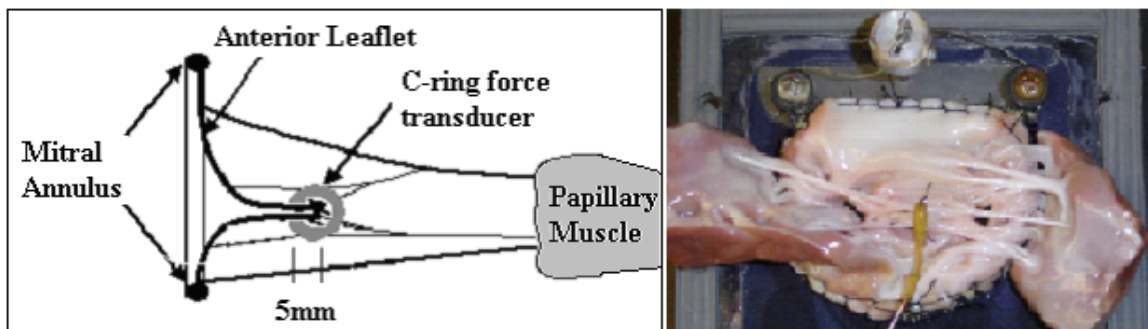 Anterior Leaflet
C-ring force
transducer
Mitral
Annulus
Papillary
Muscle
5mm